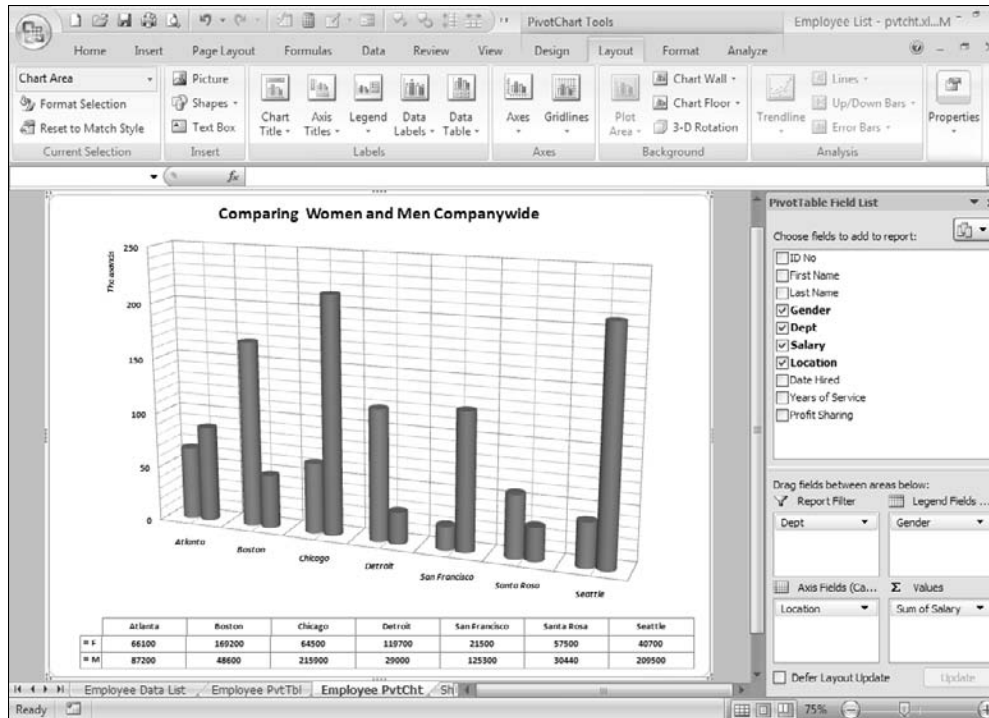 PivotChart Tools
Employee List - pvtcht.xl...M
Home Insert Page Layout Formulas Data Review View Design Layout Format Analyze
Chart Area
Format Selection
Reset to Match Style
Current Selection
Picture
Shapes
Text Box
Insert
Chart Title
Axis Titles
Legend
Data Labels
Data Table
Labels
Axes
Gridlines
Axes
Plot Area
Chart Wall
Chart Floor
3-D Rotation
Background
Trendline
Lines
Up/Down Bars
Error Bars
Analysis
Properties
fx
Comparing Women and Men Companywide
Thousands
250
200
150
100
50
0
Atlanta
Boston
Chicago
Detroit
San Francisco
Santa Rosa
Seattle
Atlanta Boston Chicago Detroit San Francisco Santa Rosa Seattle
F 66100 169200 64500 119700 21500 57500 40700
M 87200 48600 215900 29000 125300 30440 209500
PivotTable Field List
Choose fields to add to report:
ID No
First Name
Last Name
Gender
Dept
Salary
Location
Date Hired
Years of Service
Profit Sharing
Drag fields between areas below:
Report Filter
Legend Fields ...
Dept
Gender
Axis Fields (Ca...
Σ Values
Location
Sum of Salary
Defer Layout Update
Update
Employee Data List Employee PvtTbl Employee PvtCht Sh
Ready
75%